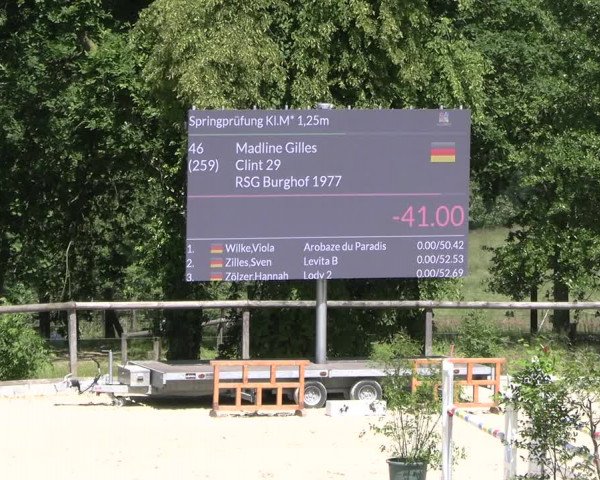 Springprüfung Kl.M* 1,25m
46 Madline Gilles
(259) Clint 29
RSG Burghof 1977
-41.00
1. Wilke,Viola Arobaze du Paradis 0.00/50.42
2. Zilles,Sven Levita B 0.00/52.53
3. Zölzer,Hannah Lody 2 0.00/52.69